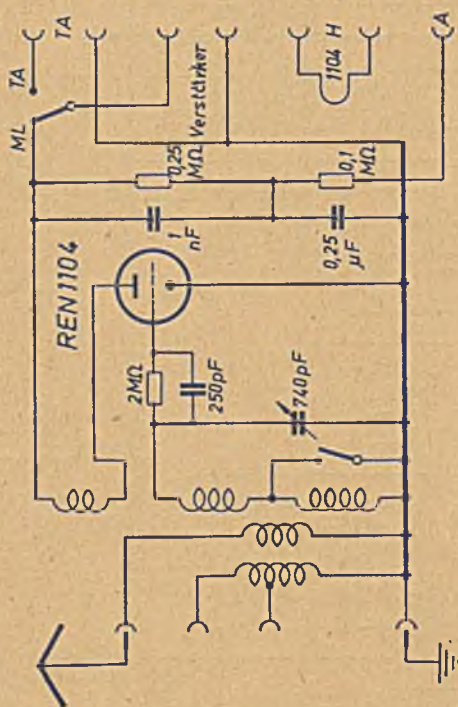 TA
TA
ML
Verstärker
1104 H
A
0,25
MΩ
0,1
MΩ
1
nF
0,25
µF
REN1104
2MΩ
250pF
740pF